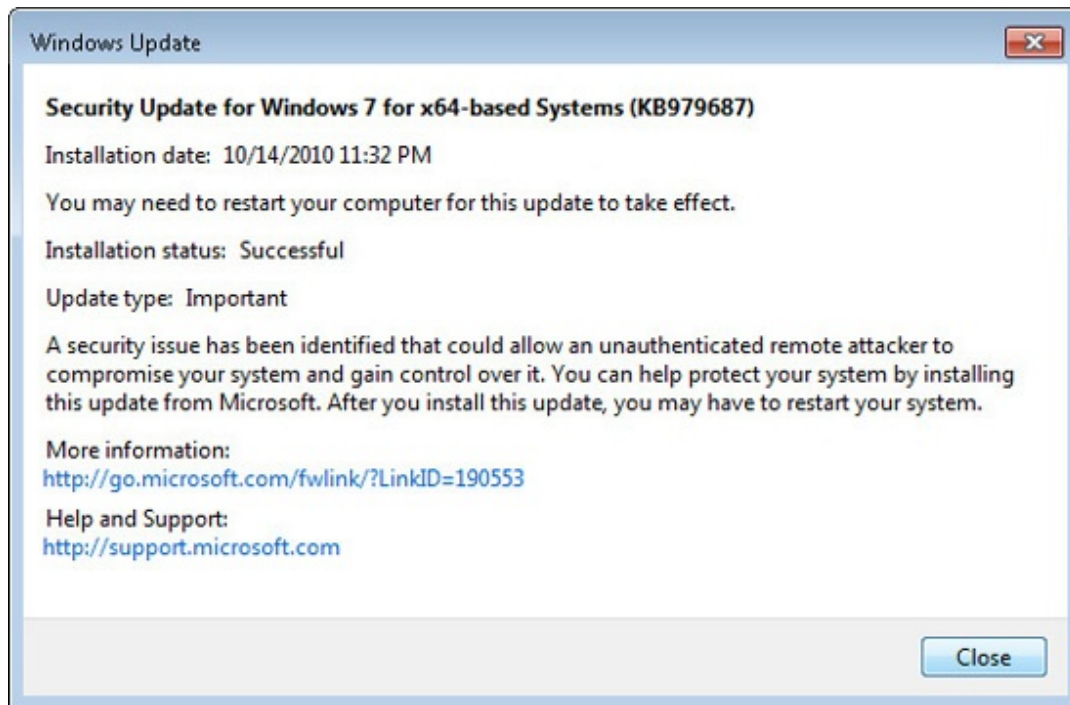 Windows Update
Security Update for Windows 7 for x64-based Systems (KB979687)
Installation date: 10/14/2010 11:32 PM
You may need to restart your computer for this update to take effect.
Installation status: Successful
Update type: Important
A security issue has been identified that could allow an unauthenticated remote attacker to
compromise your system and gain control over it. You can help protect your system by installing
this update from Microsoft. After you install this update, you may have to restart your system.
More information:
http://go.microsoft.com/fwlink/?LinkID=190553
Help and Support:
http://support.microsoft.com
Close